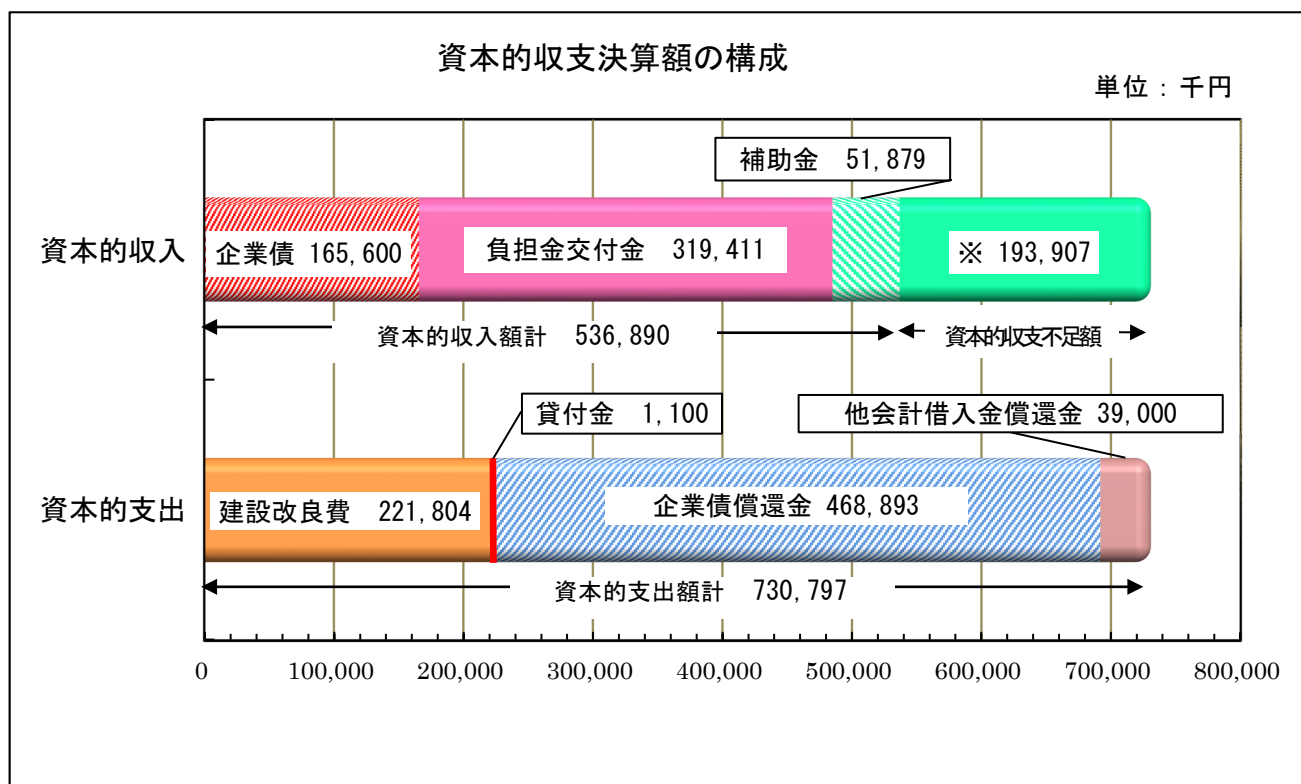 資本的収支決算額の構成
単位：千円
補助金 51,879
資本的収入
企業債 165,600
負担金交付金 319,411
※ 193,907
資本的収入額計 536,890
資本的収支不足額
貸付金 1,100
他会計借入金償還金 39,000
資本的支出
建設改良費 221,804
企業債償還金 468,893
資本的支出額計 730,797
0 100,000 200,000 300,000 400,000 500,000 600,000 700,000 800,000